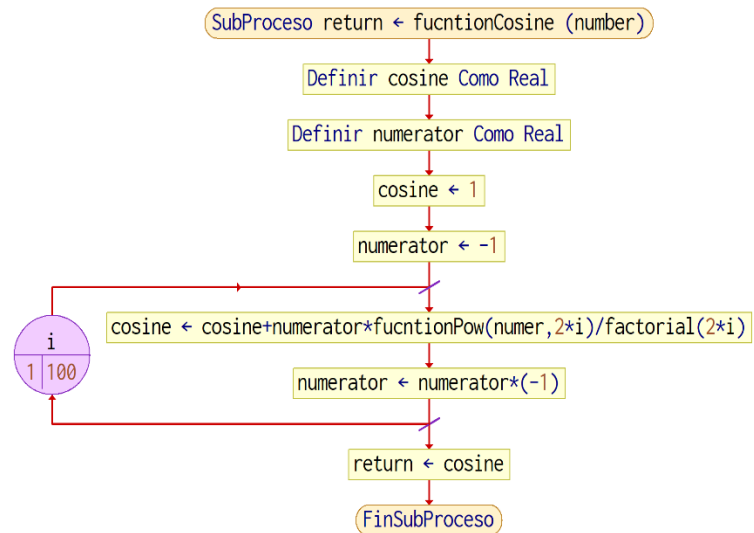 SubProceso return ← fucntionCosine (number)
Definir cosine Como Real
Definir numerator Como Real
cosine ← 1
numerator ← -1
i
1 100
cosine ← cosine+numerator*fucntionPow(numer,2*i)/factorial(2*i)
numerator ← numerator*(-1)
return ← cosine
FinSubProceso